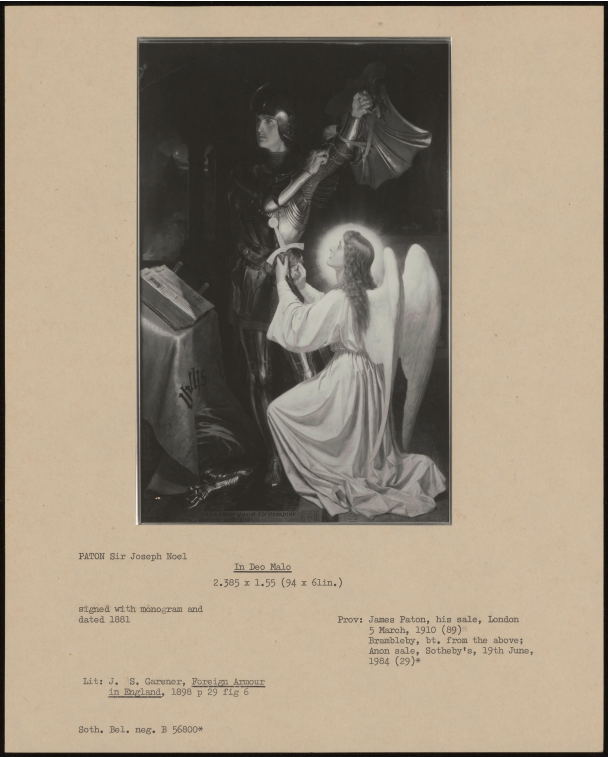 PATON Sir Joseph Noel
In Deo Malo
2.385 x 1.55 (94 x 61in.)
signed with monogram and
dated 1881
Prov: James Paton, his sale, London
5 March, 1910 (89)
Brambleby, bt. from the above;
Anon sale, Sotheby's, 19th June,
1984 (29)*
Lit: J. S. Garsner, Foreign Armour
in England, 1898 p 29 fig 6
Soth. Bel. neg. B 56800*